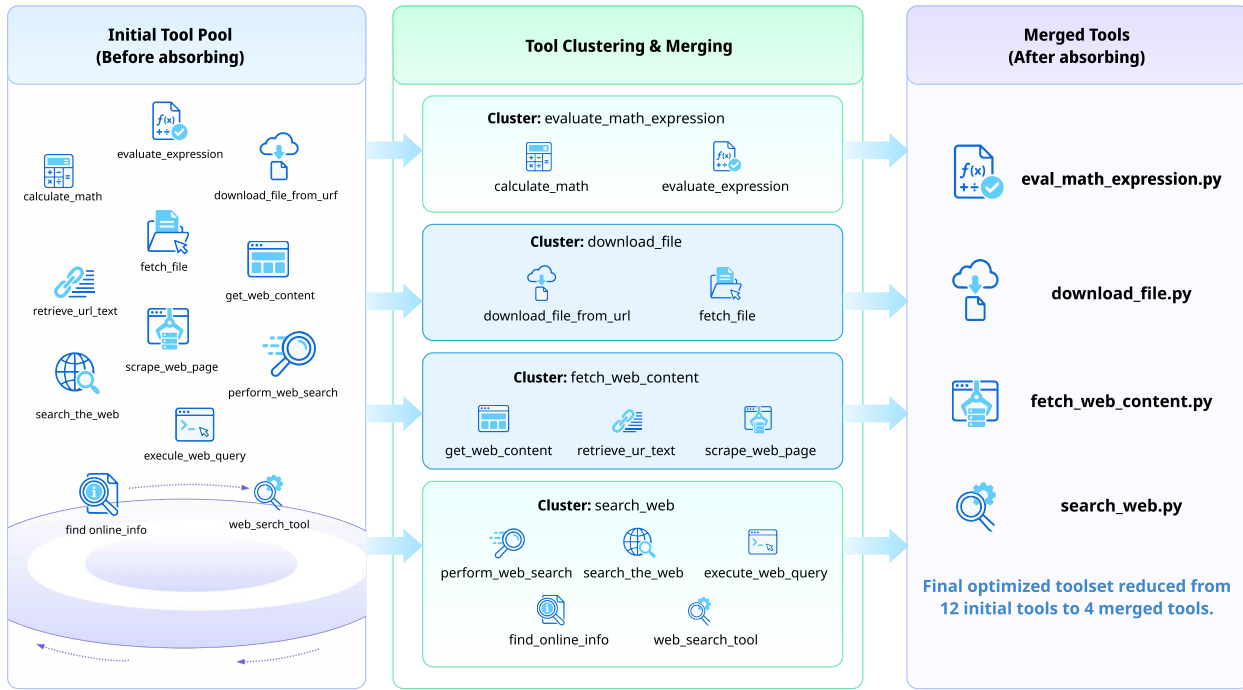 Initial Tool Pool
(Before absorbing)
evaluate_expression
calculate_math
download_file_from_urf
fetch_file
get_web_content
retrieve_url_text
scrape_web_page
perform_web_search
search_the_web
execule_web_query
find online_info
web_serch_tool
Tool Clustering & Merging
Cluster: evaluate_math_expression
calculate_math
evaluate_expression
Cluster: download_file
download_file_from_url
fetch_file
Cluster: fetch_web_content
get_web_content
retrieve_ur_text
scrape_web_page
Cluster: search_web
perform_web_search
search_the_web
execute_web_query
find_online_info
web_search_tool
Merged Tools
(After absorbing)
f(x)
eval_math_expression.py
download_file.py
fetch_web_content.py
search_web.py
Final optimized toolset reduced from
12 initial tools to 4 merged tools.